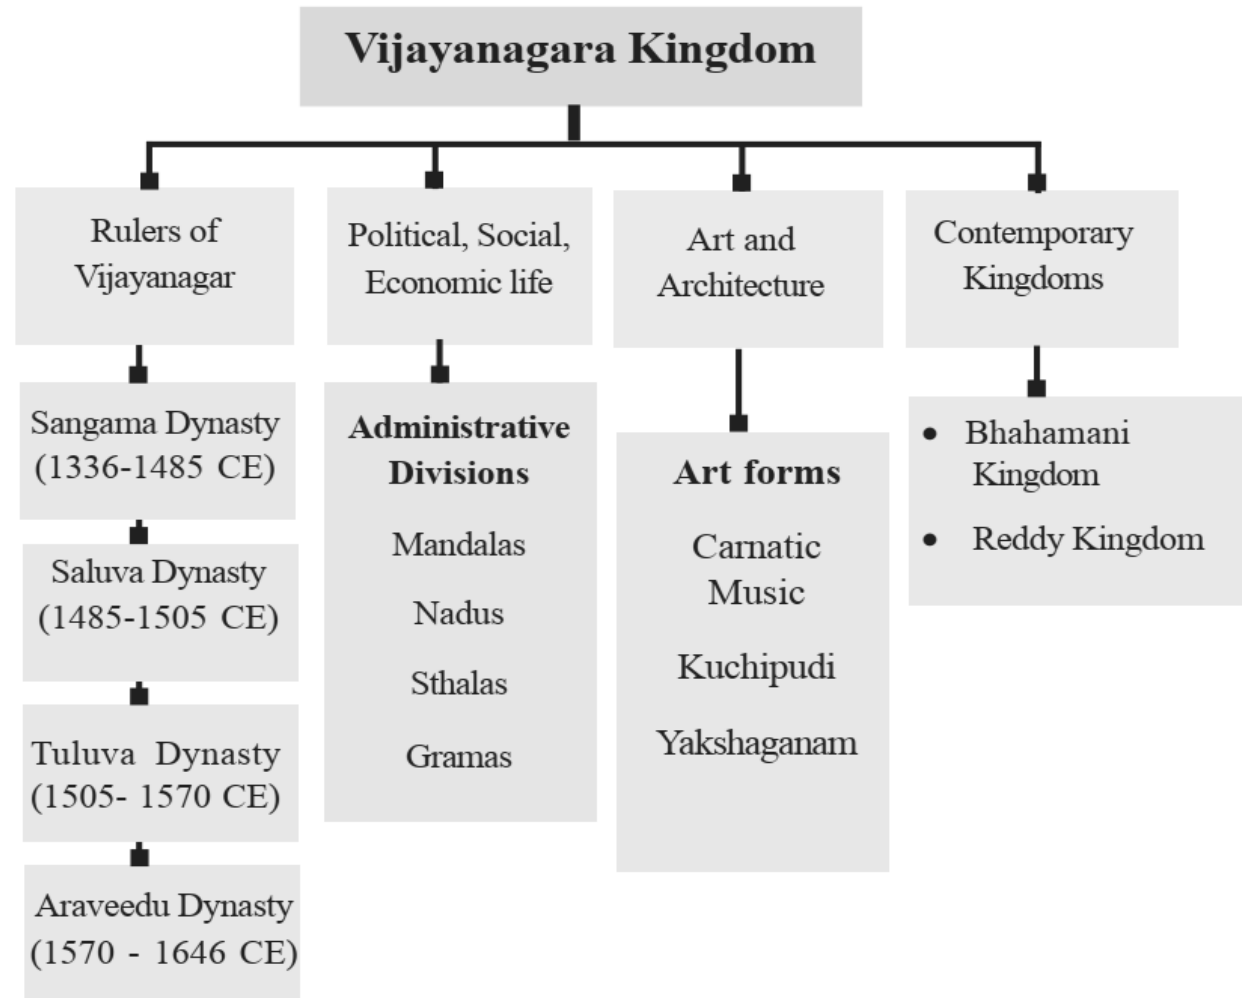 Vijayanagara Kingdom
Rulers of
Vijayanagar
Sangama Dynasty
(1336-1485 CE)
Saluva Dynasty
(1485-1505 CE)
Tuluva Dynasty
(1505- 1570 CE)
Araveedu Dynasty
(1570 - 1646 CE)
Political, Social,
Economic life
Administrative
Divisions
Mandalas
Nadus
Sthalas
Gramas
Art and
Architecture
Art forms
Carnatic
Music
Kuchipudi
Yakshaganam
Contemporary
Kingdoms
• Bhahamani
Kingdom
• Reddy Kingdom